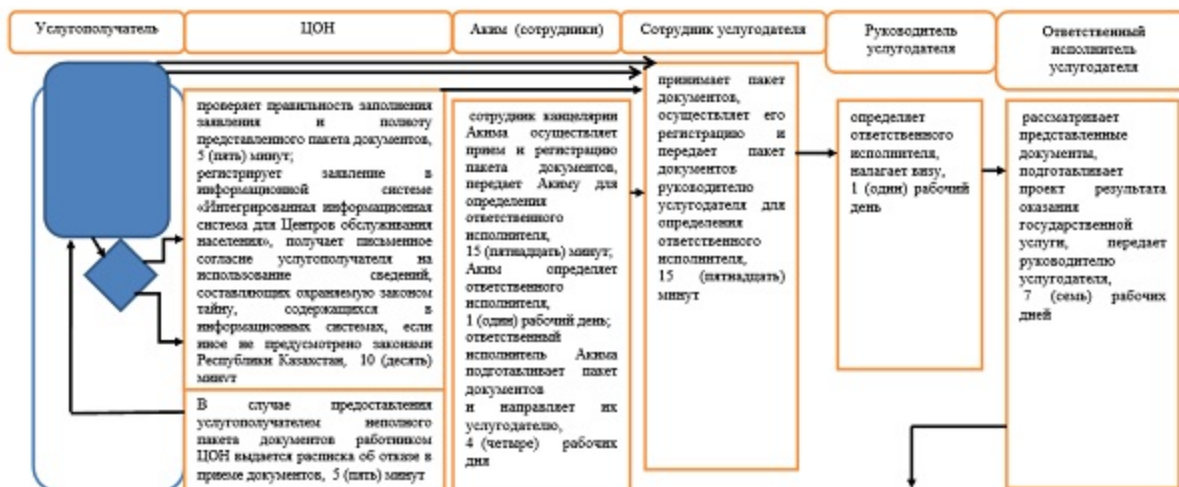 Услугополучатель
ЦОН
Аким (сотрудники)
Сотрудник услугодателя
Руководитель
услугодателя
Ответственный
исполнитель
услугодателя
проверяет правильность заполнения
заявления и полноту
представленного пакета документов,
5 (пять) минут;
регистрирует заявление в
информационной системе
«Интегрированная информационная
система для Центров обслуживания
населения», получает письменное
согласие услугополучателя на
использование сведений,
составляющих охраняемую законом
тайну, содержащихся в
информационных системах, если
иное не предусмотрено законами
Республики Казахстан, 10 (десять)
минут
В случае предоставления
услугополучателем неполного
пакета документов работником
ЦОН выдается расписка об отказе в
приеме документов, 5 (пять) минут
сотрудник канцелярии
Акима осуществляет
прием и регистрацию
пакета документов,
передает Акиму для
определения
ответственного
исполнителя,
15 (пятнадцать) минут;
Аким определяет
ответственного
исполнителя,
1 (один) рабочий день;
ответственный
исполнитель Акима
подготавливает пакет
документов
и направляет их
услугодателю,
4 (четыре) рабочих
дня
принимает пакет
документов,
осуществляет его
регистрацию и
передает пакет
документов
руководителю
услугодателя для
определения
ответственного
исполнителя,
15 (пятнадцать)
минут
определяет
ответственного
исполнителя,
налагает визу,
1 (один) рабочий
день
рассматривает
представленные
документы,
подготавливает
проект результата
оказания
государственной
услуги, передает
руководителю
услугодателя,
7 (семь) рабочих
дней